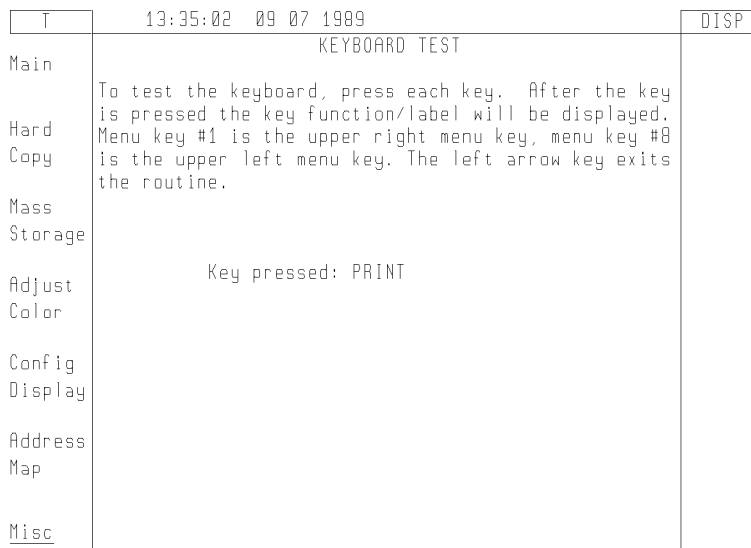 T
13:35:02  09 07 1989
DISP
KEYBOARD TEST
Main
Hard
Copy
Mass
Storage
Adjust
Color
Config
Display
Address
Map
Misc
To test the keyboard, press each key.  After the key
is pressed the key function/label will be displayed.
Menu key #1 is the upper right menu key, menu key #8
is the upper left menu key. The left arrow key exits
the routine.
Key pressed: PRINT